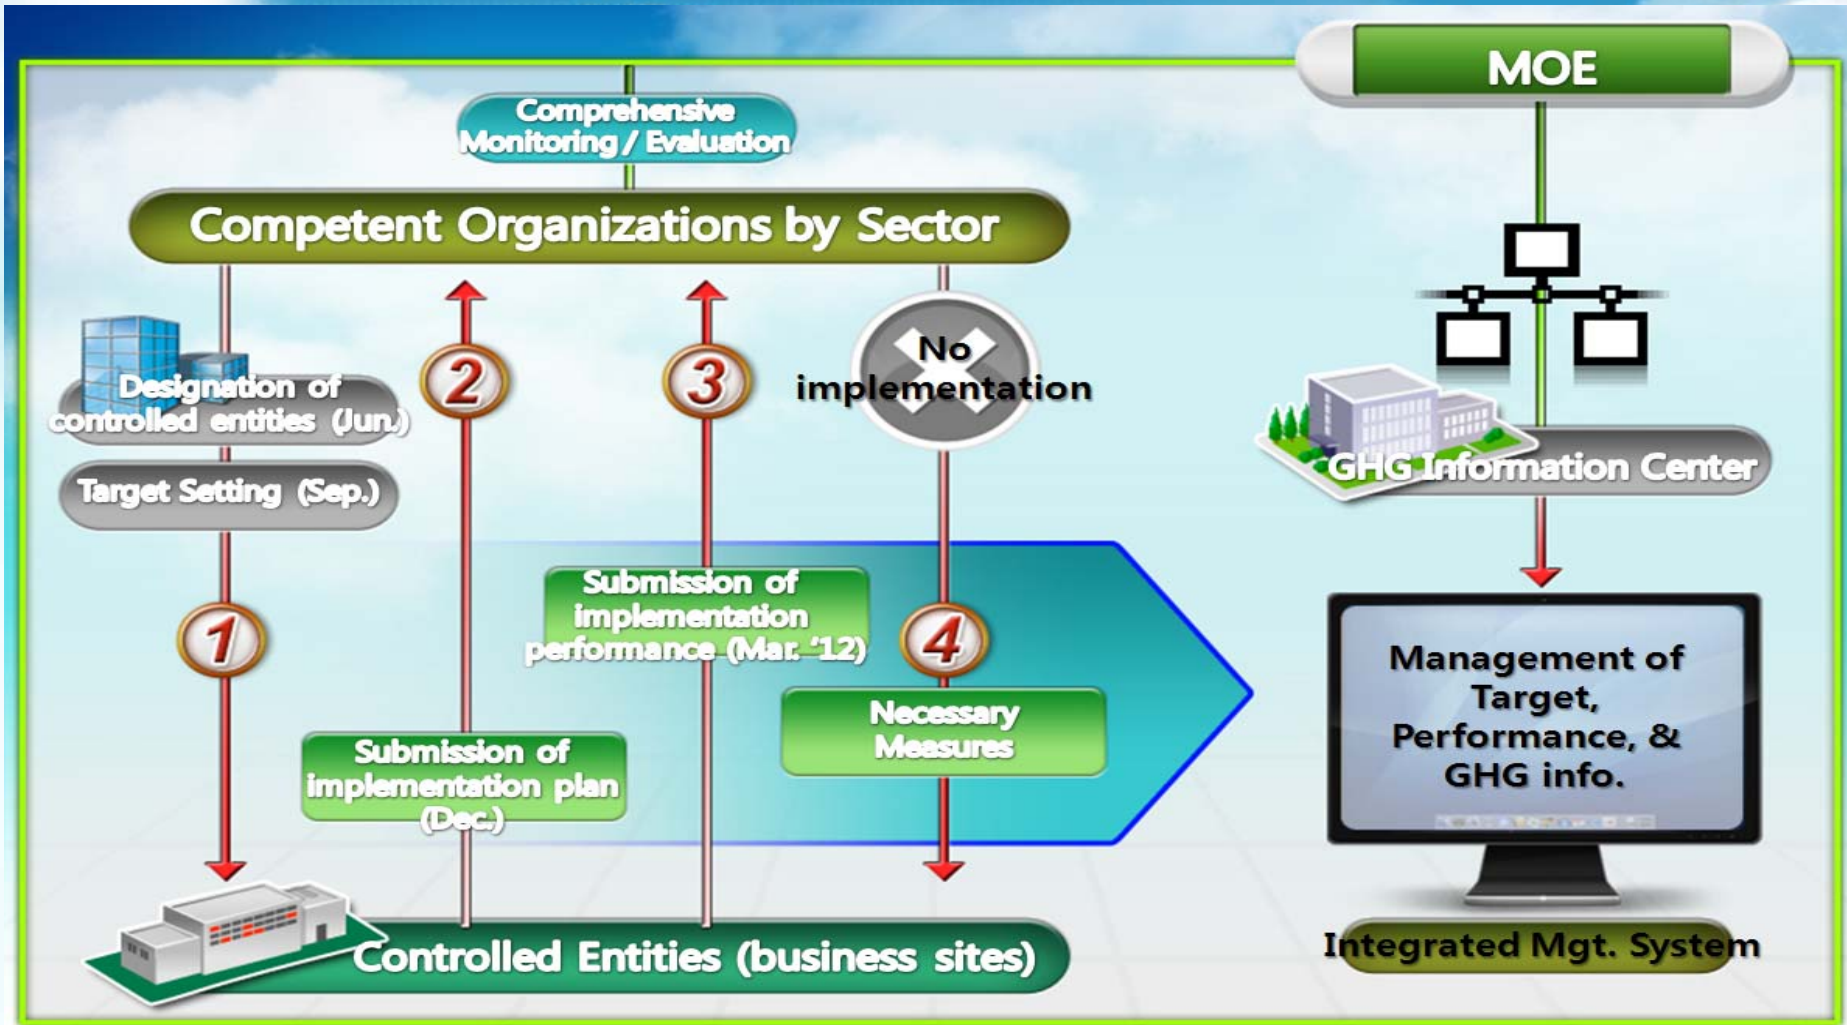 MOE
Comprehensive
Monitoring / Evaluation
Competent Organizations by Sector
Designation of
controlled entities (Jun.)
Target Setting (Sep.)
1
2
3
No
implementation
4
Submission of
implementation plan
(Dec.)
Submission of
implementation
performance (Mar. ‘12)
Necessary
Measures
Controlled Entities (business sites)
GHG Information Center
Management of
Target,
Performance, &
GHG info.
Integrated Mgt. System